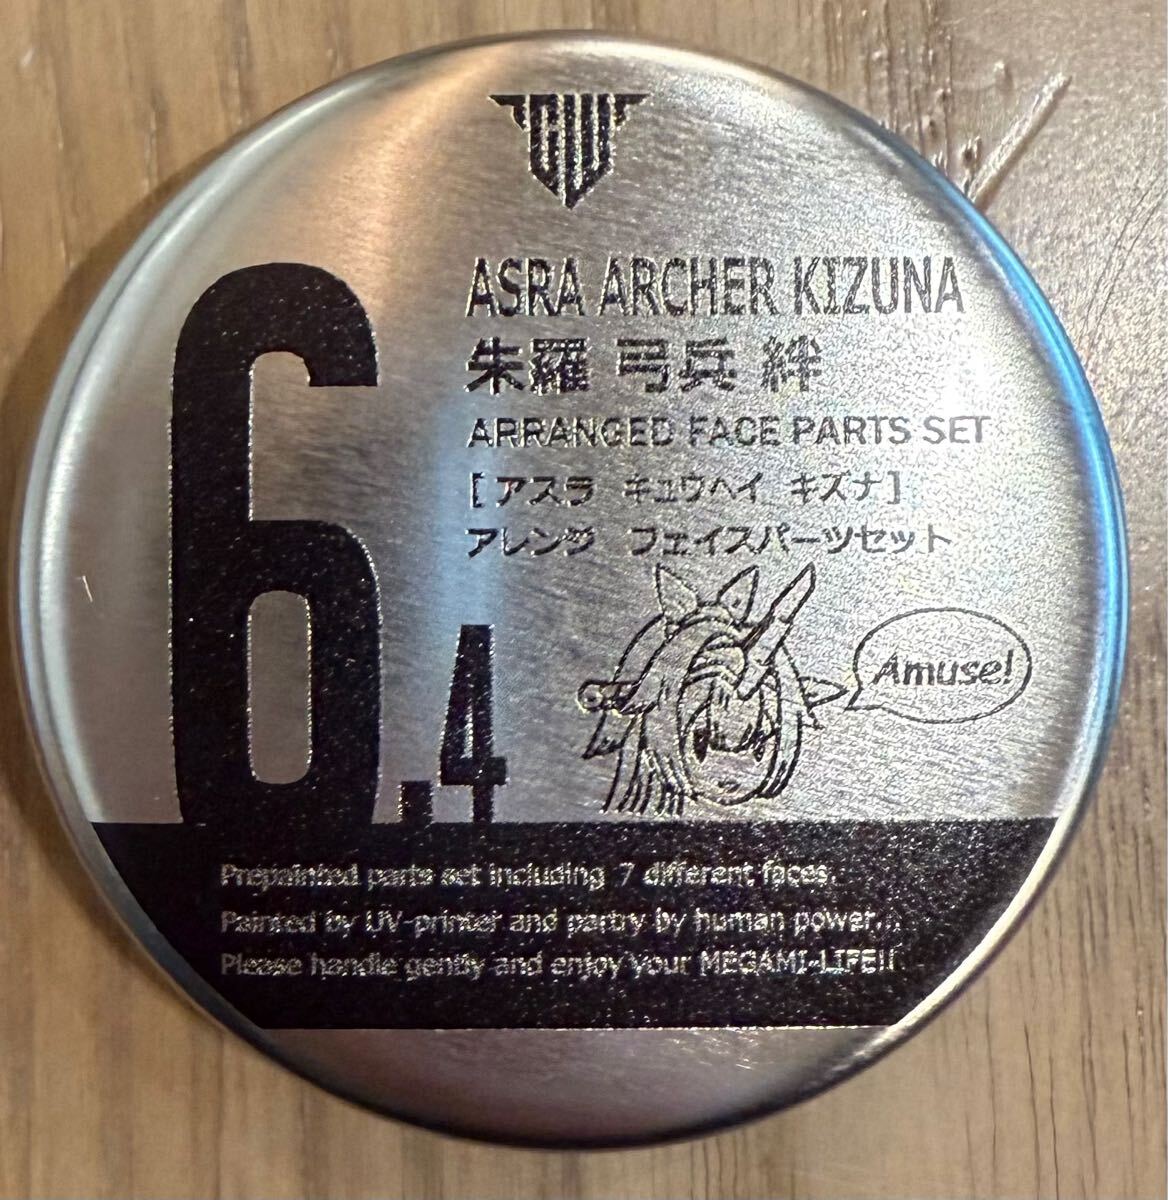 CW
ASRA ARCHER KIZUNA
朱羅 弓兵 絆
ARRANGED FACE PARTS SET
[アスラ キュウヘイ キズナ]
アレンジ フェイスパーツセット
6.4
Amuse!
Prepainted parts set including 7 different faces.
Painted by UV-printer and partry by human power...
Please handle gently and enjoy your MEGAMI-LIFE!!